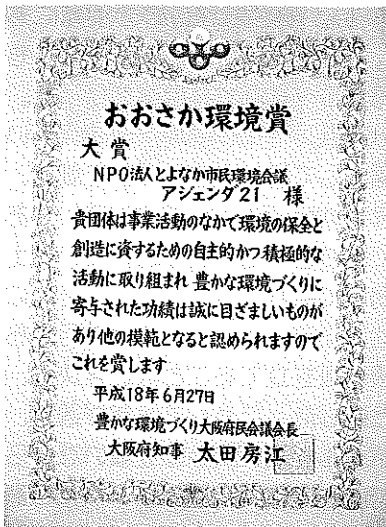 おおさか環境賞
大賞
NPO法人とよなか市民環境会議
アジェンダ21 様
貴団体は事業活動のなかで環境の保全と
創造に資するための自主的かつ積極的な
活動に取り組まれ 豊かな環境づくりに
寄与された功績は誠に目ざましいものが
あり他の模範となると認められますので
これを賞します
平成18年6月27日
豊かな環境づくり大阪府民会議会長
大阪府知事 太田房江